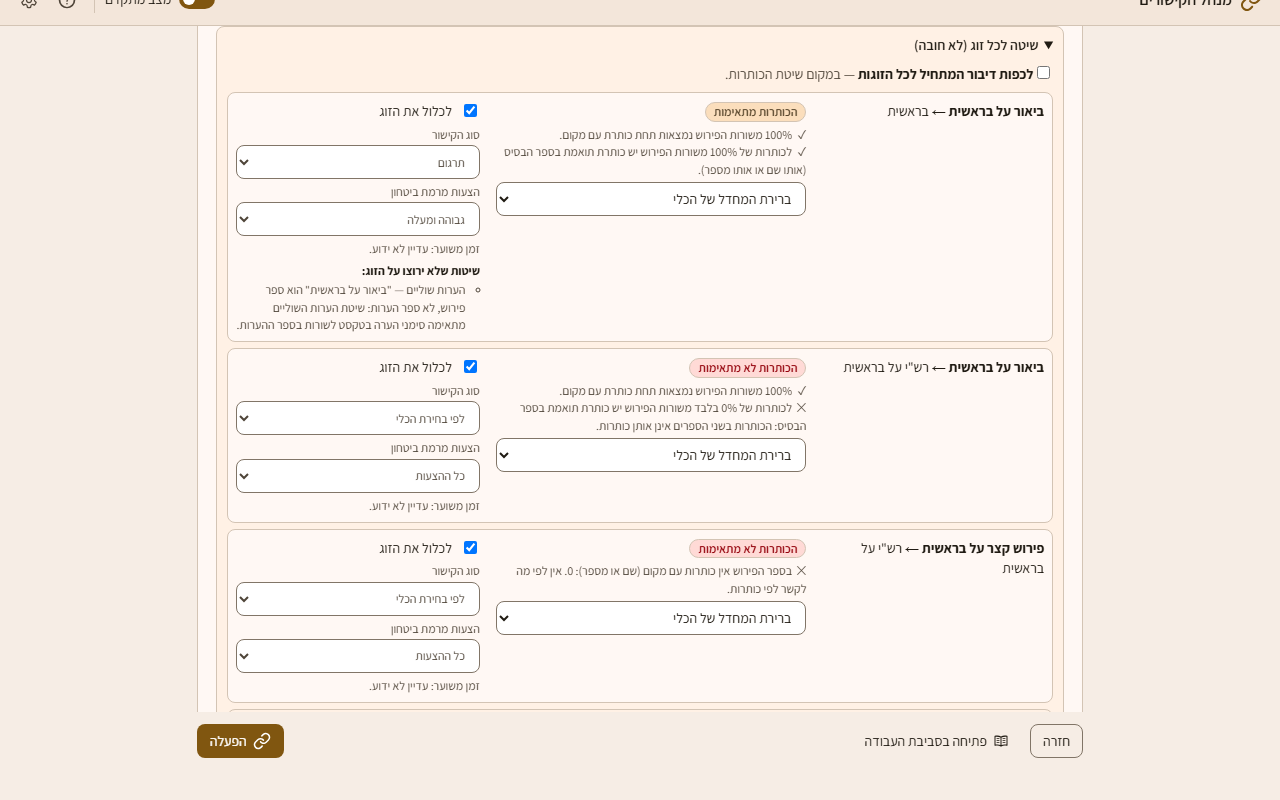 מנהל הקישורים
מצב מתקדם
▼ שיטה לכל זוג (לא חובה)
לכפות דיבור המתחיל לכל הזוגות — במקום שיטת הכותרות.
ביאור על בראשית ← בראשית
הכותרות מתאימות
✓ 100% משורות הפירוש נמצאות תחת כותרת עם מקום.
✓ לכותרות של 100% משורות הפירוש יש כותרת תואמת בספר הבסיס
(אותו שם או אותו מספר).
ברירת המחדל של הכלי
לכלול את הזוג
סוג הקישור
תרגום
הצעות מרמת ביטחון
גבוהה ומעלה
זמן משוער: עדיין לא ידוע.
שיטות שלא ירוצו על הזוג:
הערות שוליים — "ביאור על בראשית" הוא ספר
פירוש, לא ספר הערות: שיטת הערות השוליים
מתאימה סימני הערה בטקסט לשורות בספר ההערות.
ביאור על בראשית ← רש"י על בראשית
הכותרות לא מתאימות
✓ 100% משורות הפירוש נמצאות תחת כותרת עם מקום.
✕ לכותרות של 0% בלבד משורות הפירוש יש כותרת תואמת בספר
הבסיס: הכותרות בשני הספרים אינן אותן כותרות.
ברירת המחדל של הכלי
לכלול את הזוג
סוג הקישור
לפי בחירת הכלי
הצעות מרמת ביטחון
כל ההצעות
זמן משוער: עדיין לא ידוע.
פירוש קצר על בראשית ← רש"י על
בראשית
הכותרות לא מתאימות
✕ בספר הפירוש אין כותרות עם מקום (שם או מספר): 0. אין לפי מה
לקשר לפי כותרות.
ברירת המחדל של הכלי
לכלול את הזוג
סוג הקישור
לפי בחירת הכלי
הצעות מרמת ביטחון
כל ההצעות
זמן משוער: עדיין לא ידוע.
חזרה
פתיחה בסביבת העבודה
הפעלה